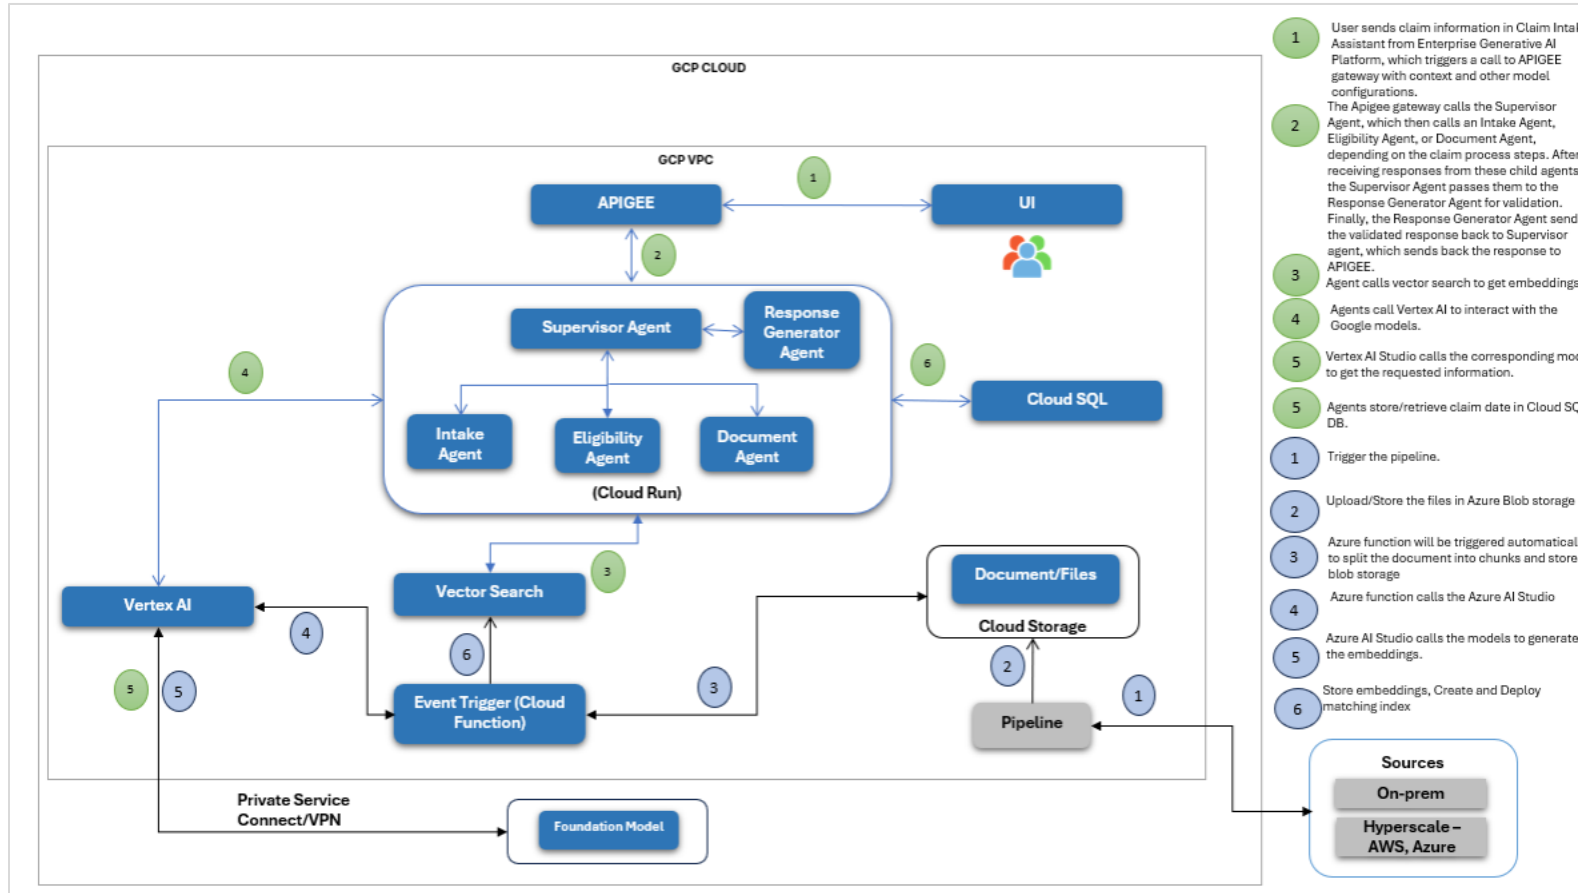 GCP CLOUD
GCP VPC
APIGEE
1
UI
2
Supervisor Agent
Response
Generator
Agent
4
6
Cloud SQL
Intake
Agent
Eligibility
Agent
Document
Agent
(Cloud Run)
3
Vertex AI
Vector Search
Document/Files
Cloud Storage
4
6
2
5
5
3
1
Event Trigger (Cloud
Function)
Pipeline
Private Service
Connect/VPN
Foundation Model
1
User sends claim information in Claim Intak
Assistant from Enterprise Generative AI
Platform, which triggers a call to APIGEE
gateway with context and other model
configurations.
2
The Apigee gateway calls the Supervisor
Agent, which then calls an Intake Agent,
Eligibility Agent, or Document Agent,
depending on the claim process steps. After
receiving responses from these child agents
the Supervisor Agent passes them to the
Response Generator Agent for validation.
Finally, the Response Generator Agent send
the validated response back to Supervisor
agent, which sends back the response to
APIGEE.
3
Agent calls vector search to get embeddings
4
Agents call Vertex AI to interact with the
Google models.
5
Vertex AI Studio calls the corresponding mod
to get the requested information.
5
Agents store/retrieve claim date in Cloud SQ
DB.
1
Trigger the pipeline.
2
Upload/Store the files in Azure Blob storage
3
Azure function will be triggered automatical
to split the document into chunks and store
blob storage
4
Azure function calls the Azure AI Studio
5
Azure AI Studio calls the models to generate
the embeddings.
6
Store embeddings, Create and Deploy
matching index
Sources
On-prem
Hyperscale –
AWS, Azure